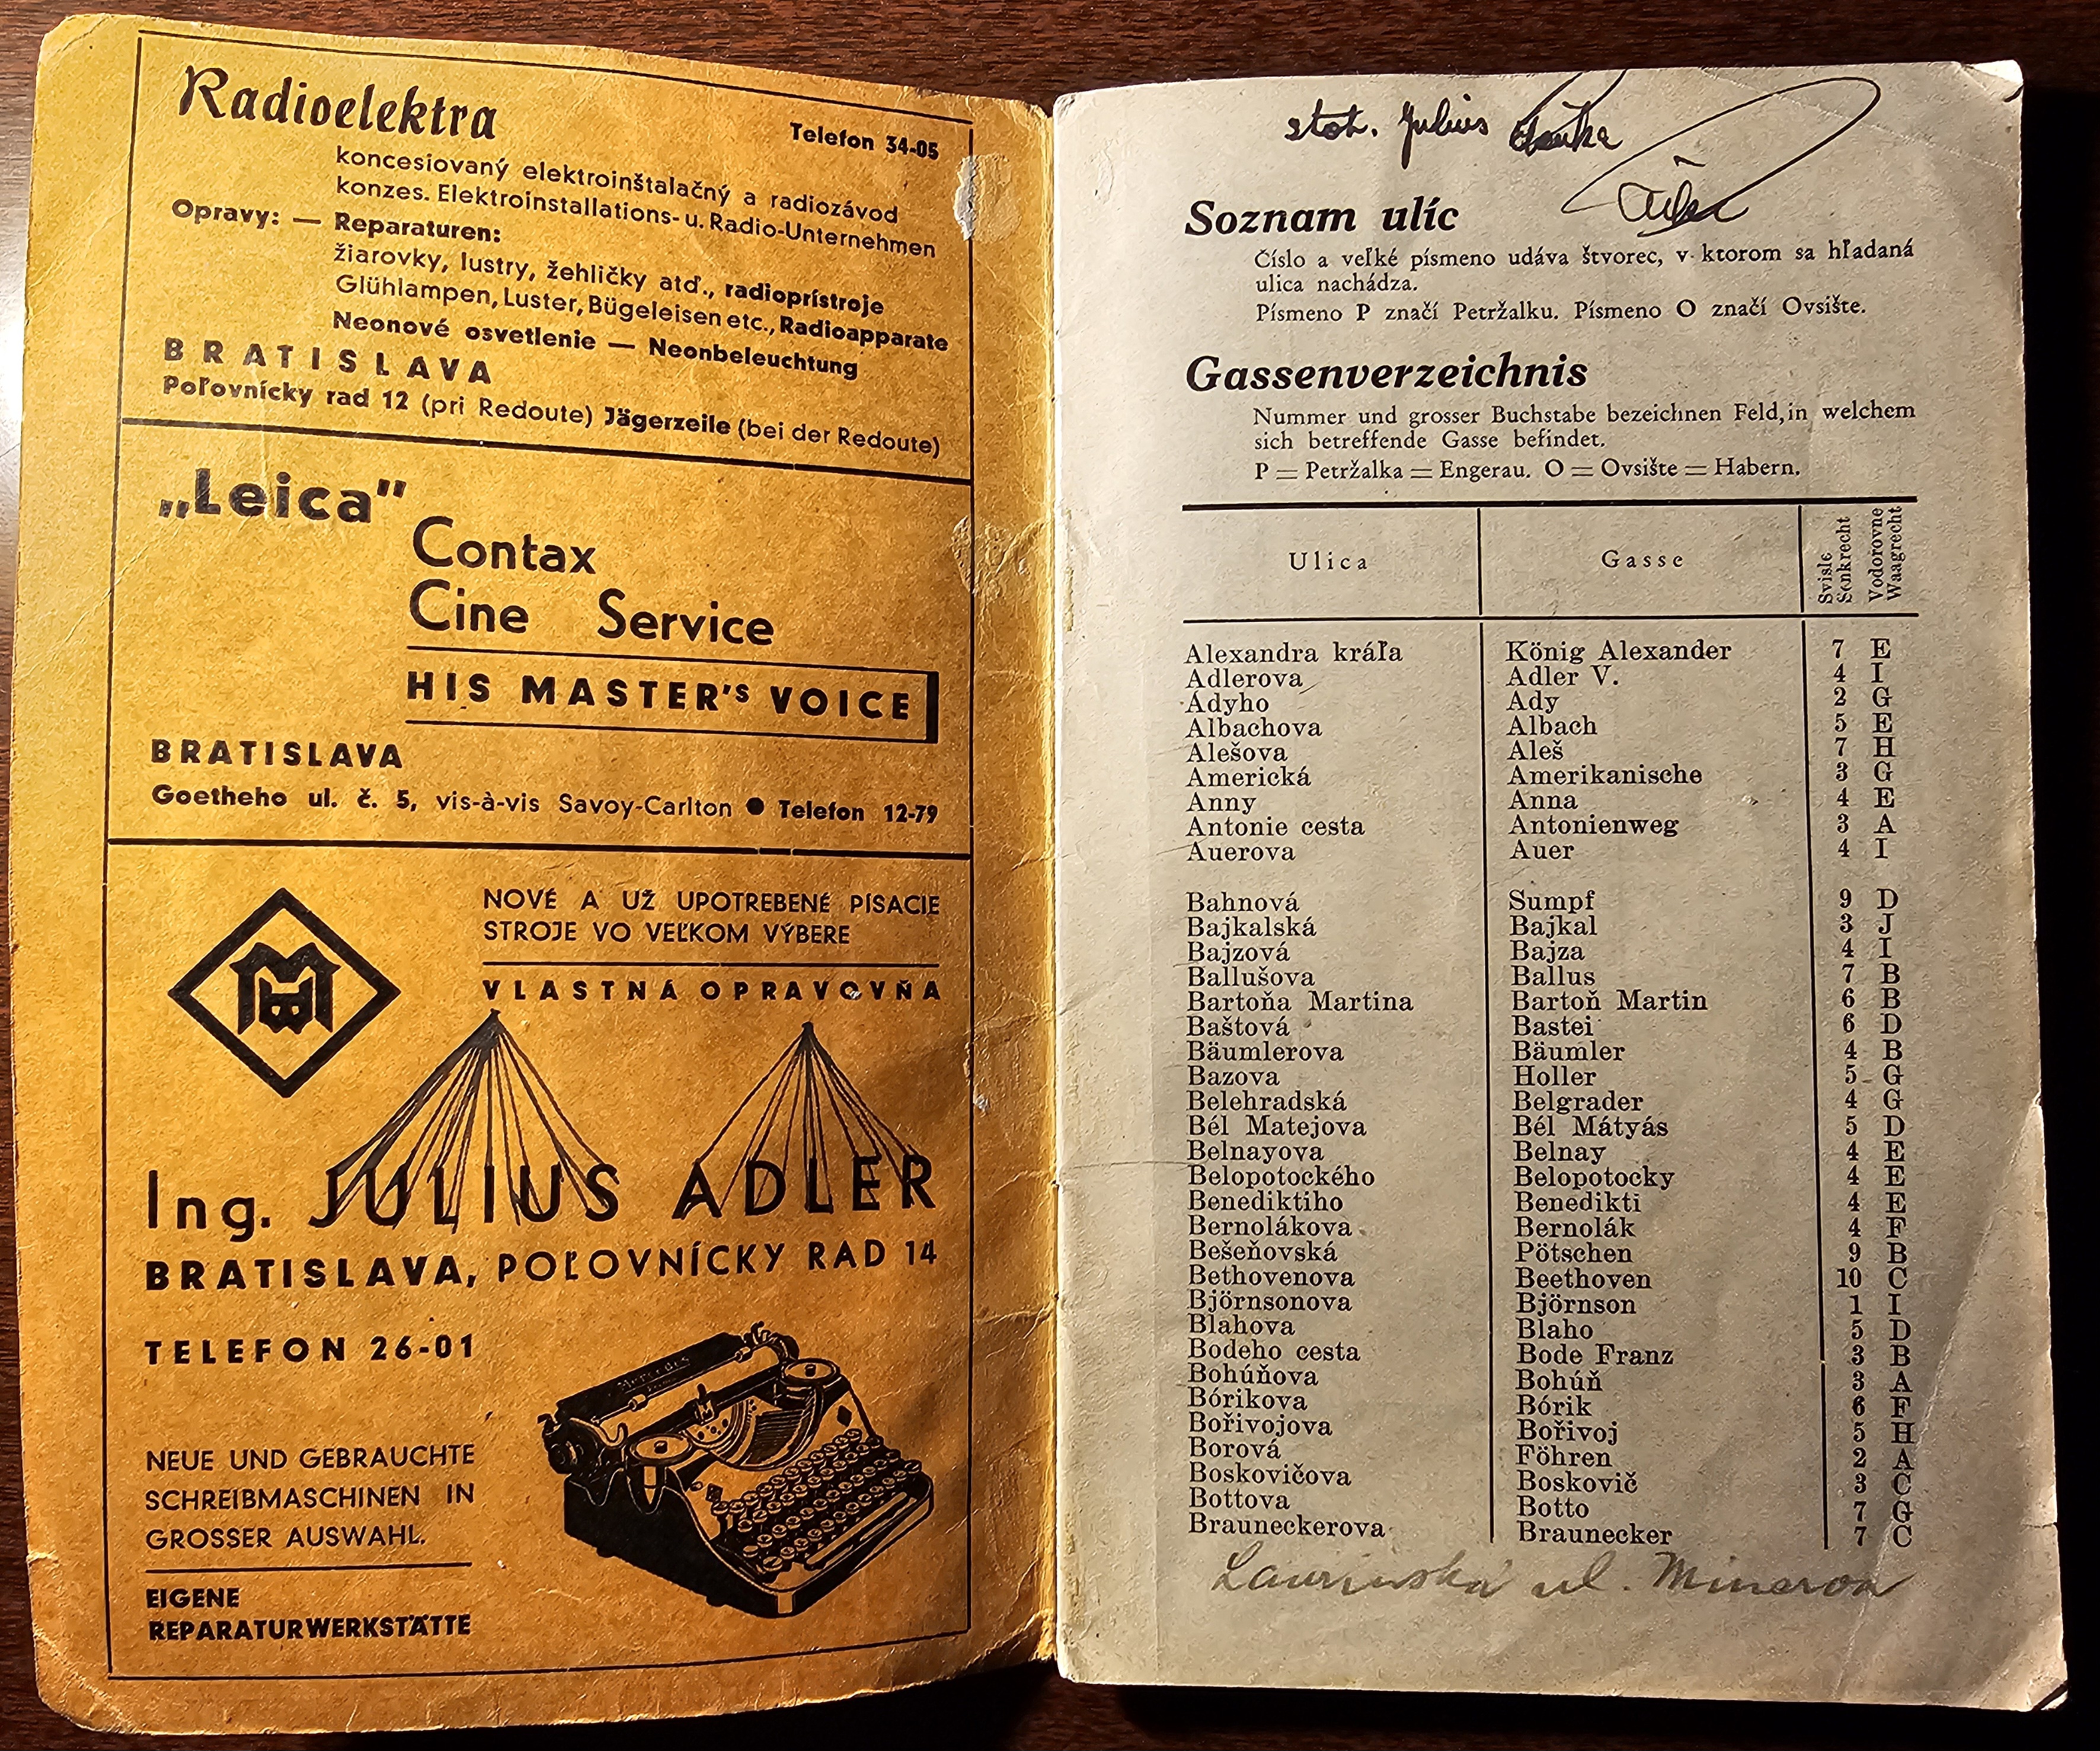 Radioelektra
Telefon 34-05
koncesiovaný elektroinštalačný a radiozávod
konzes. Elektroinstallations- u. Radio-Unternehmen
Opravy: — Reparaturen:
žiarovky, lustry, žehličky atď., radioprístroje
Glühlampen, Luster, Bügeleisen etc., Radioapparate
Neonové osvetlenie — Neonbeleuchtung
BRATISLAVA
Poľovnícky rad 12 (pri Redoute) Jägerzeile (bei der Redoute)
„Leica"
Contax
Cine Service
HIS MASTER'S VOICE
BRATISLAVA
Goetheho ul. č. 5, vis-à-vis Savoy-Carlton ● Telefon 12-79
NOVÉ A UŽ UPOTREBENÉ PÍSACIE
STROJE VO VEĽKOM VÝBERE
VLASTNÁ OPRAVOVŇA
Ing. JULIUS ADLER
BRATISLAVA, POĽOVNÍCKY RAD 14
TELEFON 26-01
Mercedes
NEUE UND GEBRAUCHTE
SCHREIBMASCHINEN IN
GROSSER AUSWAHL.
EIGENE
REPARATURWERKSTÄTTE
stot. Julius
Soznam ulíc
Číslo a veľké písmeno udáva štvorec, v ktorom sa hľadaná
ulica nachádza.
Písmeno P značí Petržalku. Písmeno O značí Ovsište.
Gassenverzeichnis
Nummer und grosser Buchstabe bezeichnen Feld, in welchem
sich betreffende Gasse befindet.
P = Petržalka = Engerau. O = Ovsište = Habern.
Ulica Gasse Svisle Senkrecht Vodorovne Waagrecht
Alexandra kráľa König Alexander 7 E
Adlerova Adler V. 4 I
Ádyho Ady 2 G
Albachova Albach 5 E
Alešova Aleš 7 H
Americká Amerikanische 3 G
Anny Anna 4 E
Antonie cesta Antonienweg 3 A
Auerova Auer 4 I
Bahnová Sumpf 9 D
Bajkalská Bajkal 3 J
Bajzová Bajza 4 I
Ballušova Ballus 7 B
Bartoňa Martina Bartoň Martin 6 B
Baštová Bastei 6 D
Bäumlerova Bäumler 4 B
Bazova Holler 5 G
Belehradská Belgrader 4 G
Bél Matejova Bél Mátyás 5 D
Belnayova Belnay 4 E
Belopotockého Belopotocky 4 E
Benediktiho Benedikti 4 E
Bernolákova Bernolák 4 F
Bešeňovská Pötschen 9 B
Bethovenova Beethoven 10 C
Björnsonova Björnson 1 I
Blahova Blaho 5 D
Bodeho cesta Bode Franz 3 B
Bohúňova Bohúň 3 A
Bórikova Bórik 6 F
Bořivojova Bořivoj 5 H
Borová Föhren 2 A
Boskovičova Boskovič 3 C
Bottova Botto 7 G
Brauneckerova Braunecker 7 C
Laurinská ul. Minerva